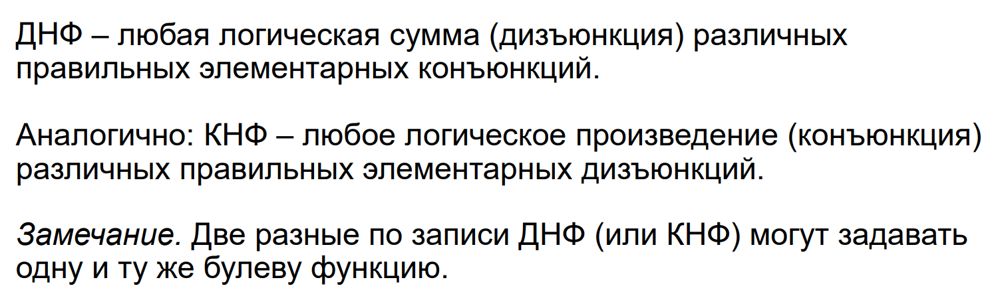 ДНФ – любая логическая сумма (дизъюнкция) различных
правильных элементарных конъюнкций.
Аналогично: КНФ – любое логическое произведение (конъюнкция)
различных правильных элементарных дизъюнкций.
Замечание. Две разные по записи ДНФ (или КНФ) могут задавать
одну и ту же булеву функцию.